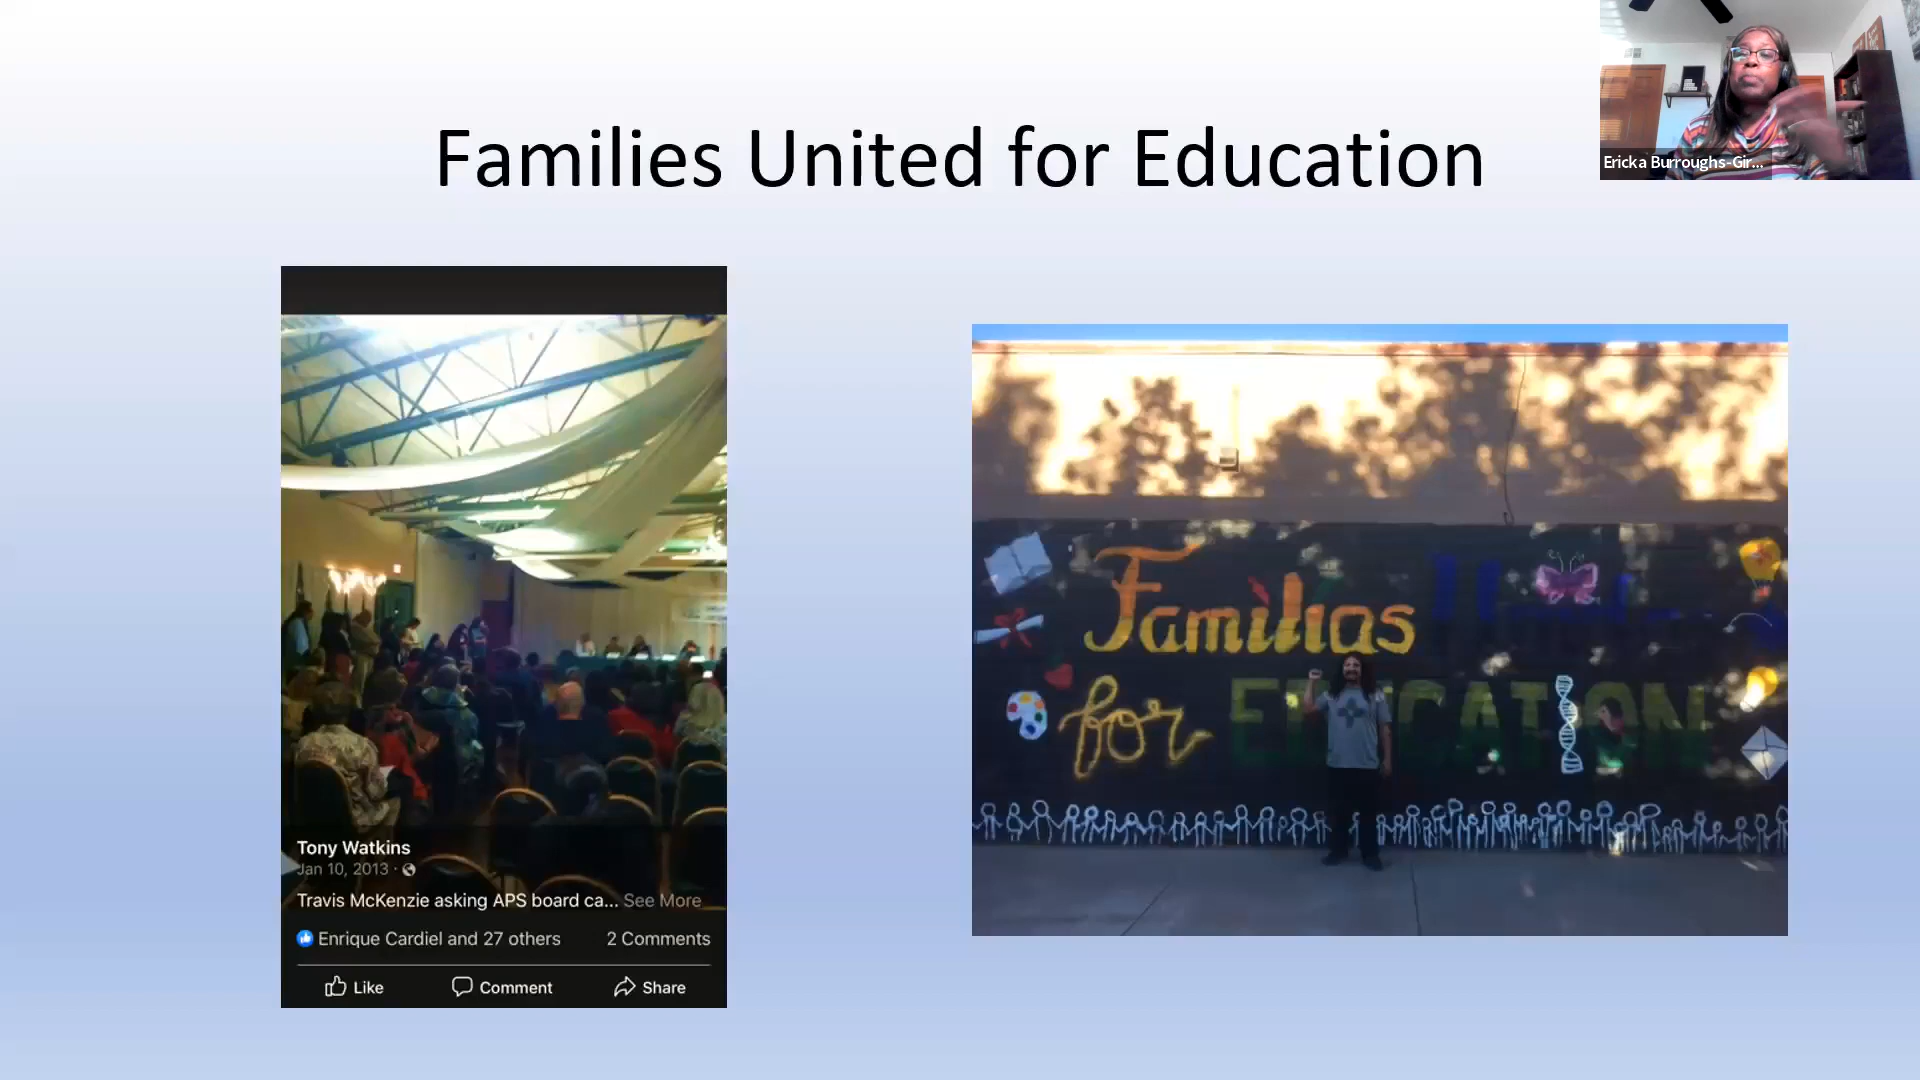 Families United for Education
Ericka Burroughs-Gir...
Tony Watkins
Jan 10, 2013 ·
Travis McKenzie asking APS board ca... See More
Enrique Cardiel and 27 others 2 Comments
Like Comment Share
Familias
for EDUCATION